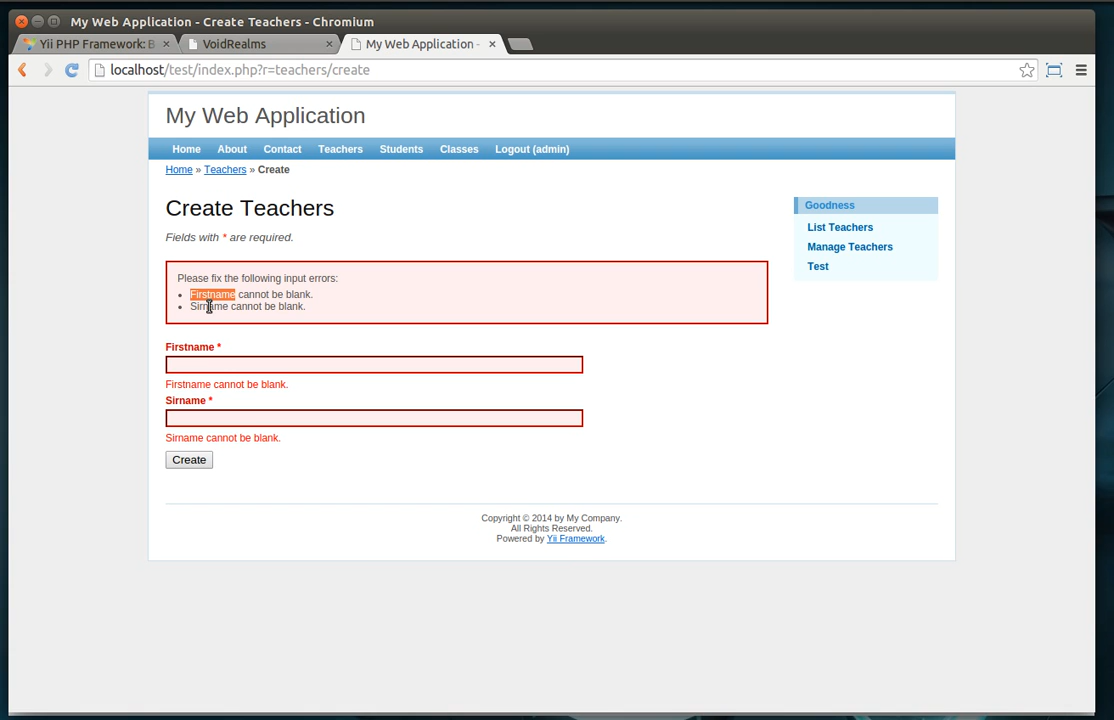 My Web Application - Create Teachers - Chromium
Yii PHP Framework: B
VoidRealms
My Web Application -
localhost/test/index.php?r=teachers/create
My Web Application
Home About Contact Teachers Students Classes Logout (admin)
Home » Teachers » Create
Create Teachers
Fields with * are required.
Please fix the following input errors:
• Firstname cannot be blank.
• Sirname cannot be blank.
Firstname *
Firstname cannot be blank.
Sirname *
Sirname cannot be blank.
Create
Goodness
List Teachers
Manage Teachers
Test
Copyright © 2014 by My Company.
All Rights Reserved.
Powered by Yii Framework.